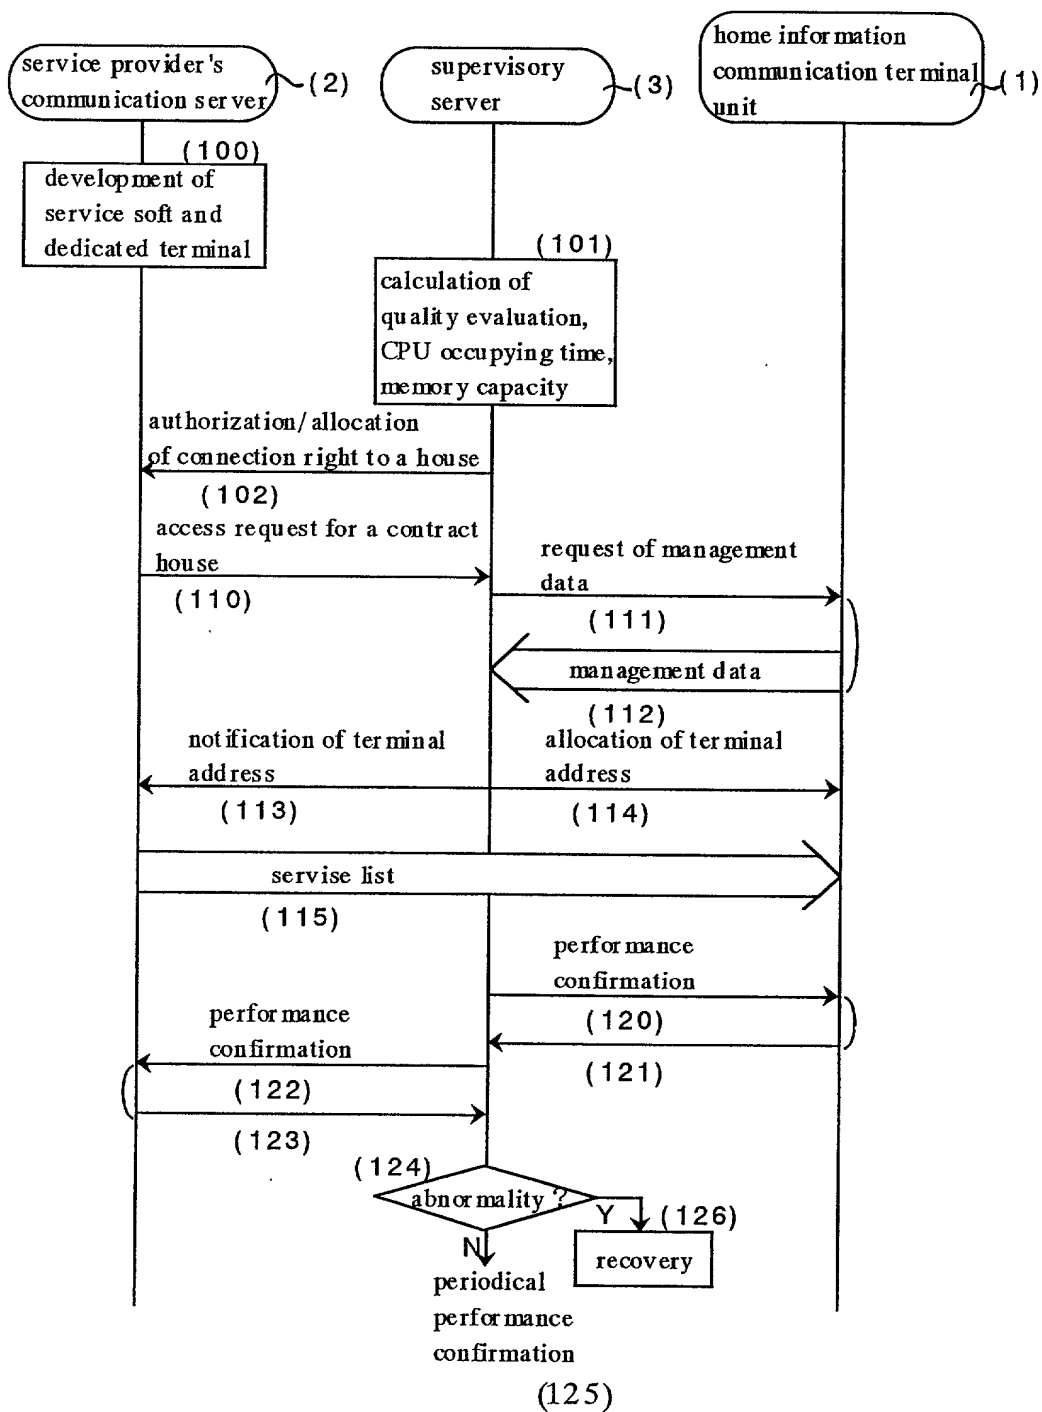 service provider's
communication server
(2)
supervisory
server
(3)
home information
communication terminal
unit
(1)
(100)
development of
service soft and
dedicated terminal
(101)
calculation of
quality evaluation,
CPU occupying time,
memory capacity
authorization/allocation
of connection right to a house
(102)
access request for a contract
house
(110)
request of management
data
(111)
management data
(112)
notification of terminal
address
(113)
allocation of terminal
address
(114)
servise list
(115)
performance
confirmation
(120)
(121)
performance
confirmation
(122)
(123)
(124)
abnormality ?
Y
(126)
recovery
N
periodical
performance
confirmation
(125)